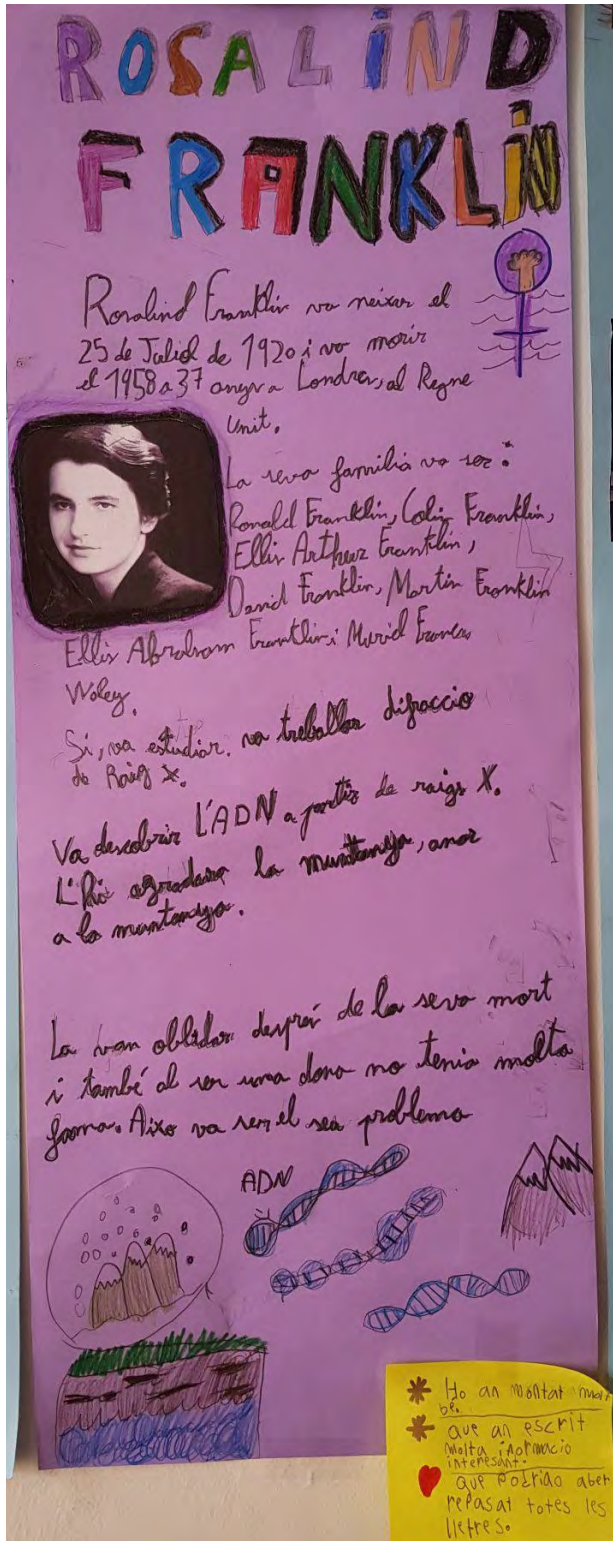 ROSALIND
FRANKLIN
Rosalind Franklin va neixar el
25 de Juliol de 1920 i va morir
el 1958 a 37 anys a Londres, al Regne
Unit.
La seva familia va ser:
Ronald Franklin, Colin Franklin,
Ellis Arthur Franklin,
David Franklin, Martin Franklin
Ellis Abraham Franklin i Muriel Frances
Waley.
Si, va estudiar. va treballar difraccio
de Raig X.
Va descobrir L'ADN a partir de raigs X.
L'hi agradava la muntanya, anar
a la muntanya.
La van oblidar després de la seva mort
i també al ser una dona no tenia molta
fama. Aixo va ser el seu problema
ADN
Ho an montat molt
be.
que an escrit
molta informacio
interesant.
que podriao aber
repasat totes les
lletres.